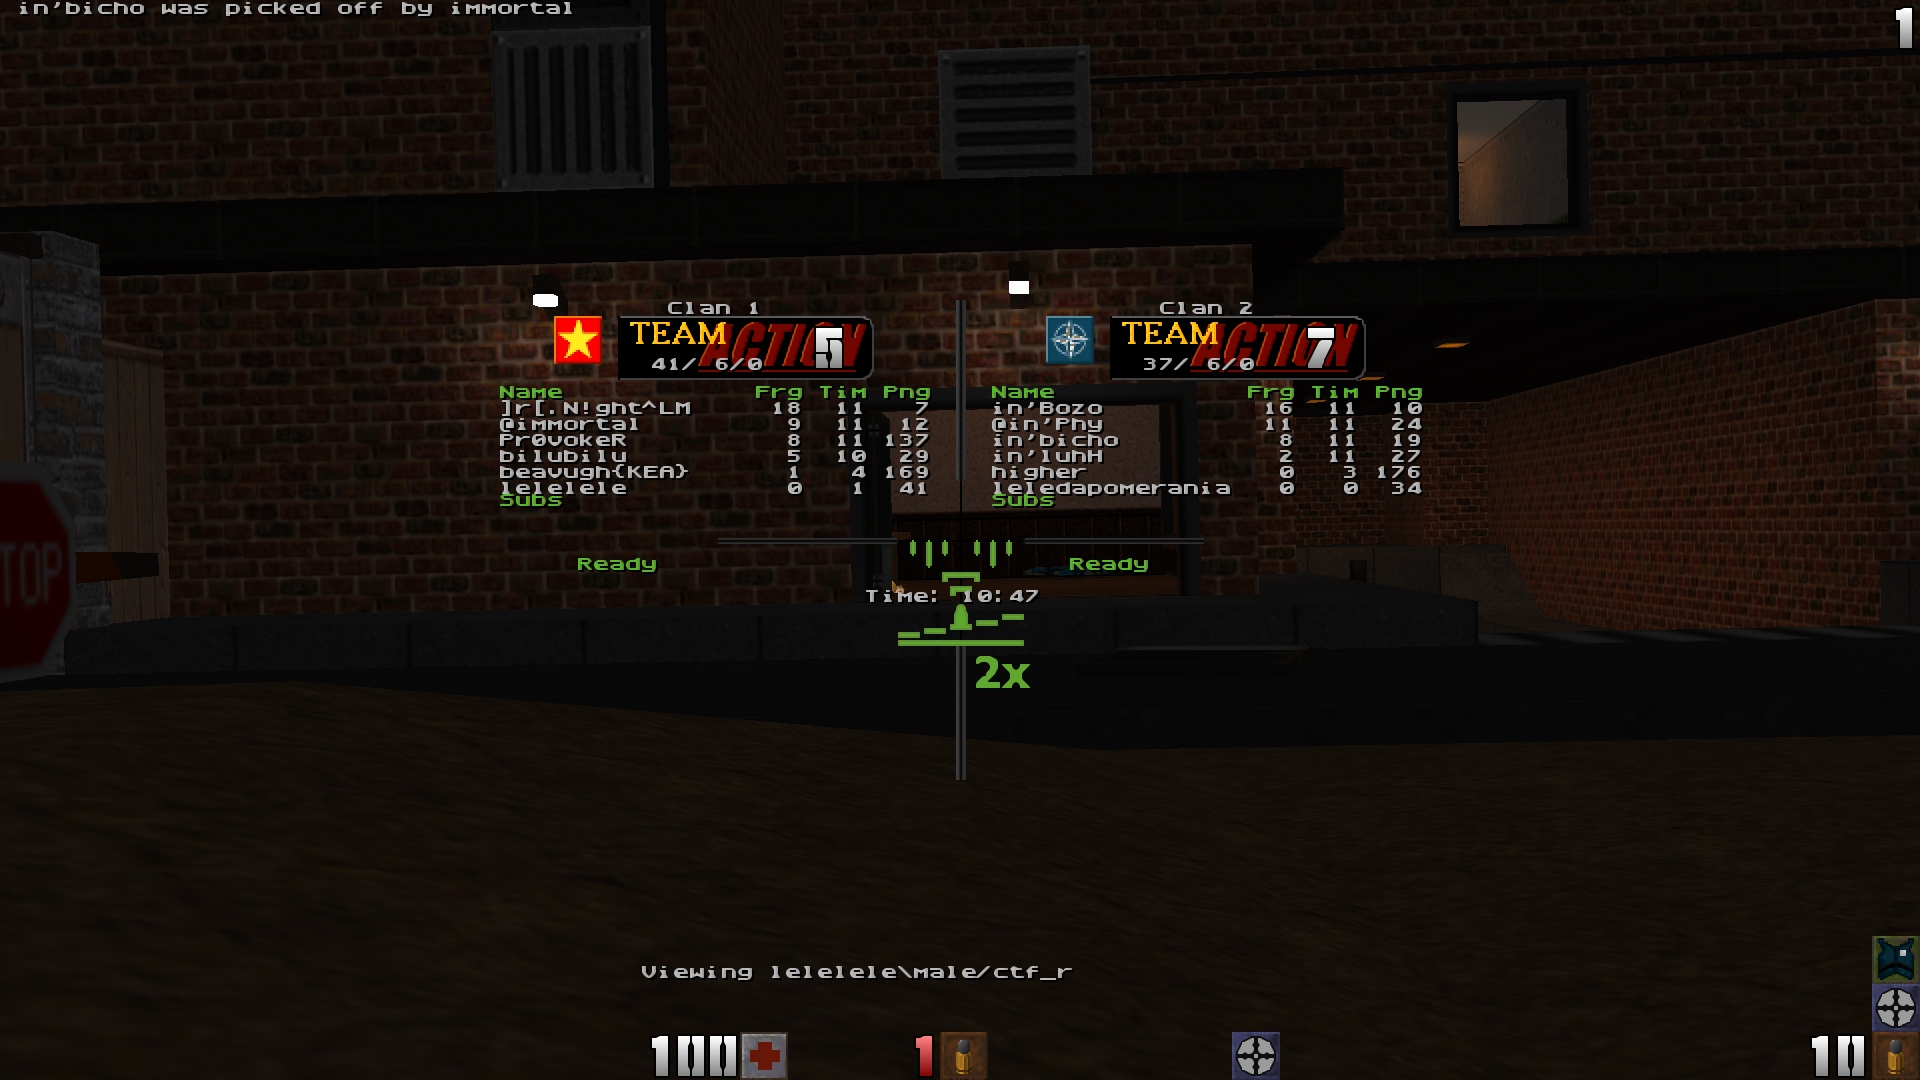 in'bicho was picked off by immortal
1
Clan 1
TEAM ACTION 5
41/ 6/0
Name Frg Tim Png
]r[.N!ght^LM 18 11 7
@immortal 9 11 12
Pr0vokeR 8 11 137
bilubilu 5 10 29
beavugh{KEA} 1 4 169
lelelele 0 1 41
Subs
Ready
Clan 2
TEAM ACTION 7
37/ 6/0
Name Frg Tim Png
in'Bozo 16 11 10
@in'Phy 11 11 24
in'bicho 8 11 19
in'luhH 2 11 27
higher 0 3 176
leledapomerania 0 0 34
Subs
Ready
STOP
Time: 10:47
2x
Viewing lelelele\male/ctf_r
100 1 10